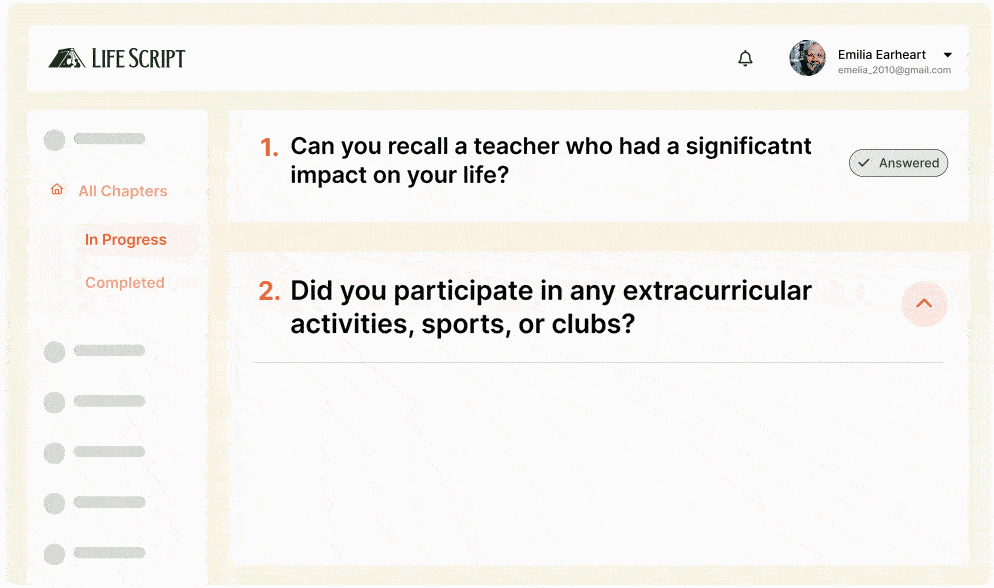 LIFE SCRIPT
Emilia Earheart
emelia_2010@gmail.com
All Chapters
In Progress
Completed
1. Can you recall a teacher who had a significatnt
impact on your life?
Answered
2. Did you participate in any extracurricular
activities, sports, or clubs?